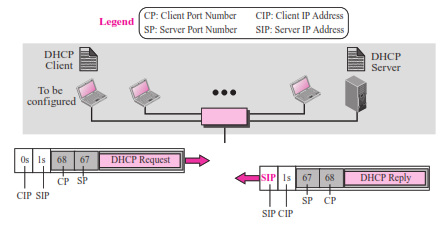 Legend
CP: Client Port Number
CIP: Client IP Address
SP: Server Port Number
SIP: Server IP Address
DHCP
Client
DHCP
Server
To be
configured
0s 1s 68 67 DHCP Request
CP SP
CIP SIP
SIP 1s 67 68 DHCP Reply
SP CP
SIP CIP